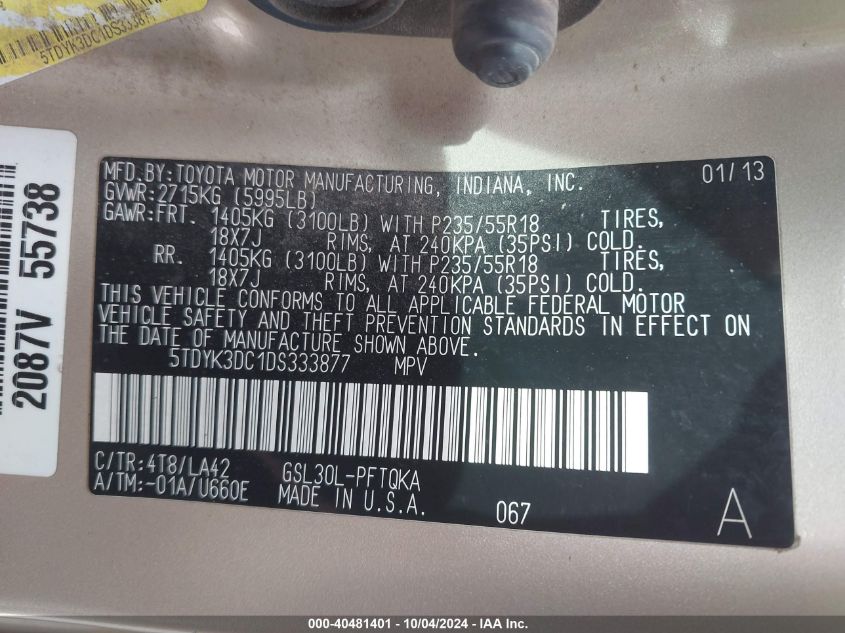 5TDYK3DC1DS33387
2087V 55738
MFD.BY:TOYOTA MOTOR MANUFACTURING, INDIANA, INC. 01/13
GVWR:2715KG (5995LB)
GAWR:FRT. 1405KG (3100LB) WITH P235/55R18 TIRES,
18X7J RIMS, AT 240KPA (35PSI) COLD.
RR. 1405KG (3100LB) WITH P235/55R18 TIRES,
18X7J RIMS, AT 240KPA (35PSI) COLD.
THIS VEHICLE CONFORMS TO ALL APPLICABLE FEDERAL MOTOR
VEHICLE SAFETY AND THEFT PREVENTION STANDARDS IN EFFECT ON
THE DATE OF MANUFACTURE SHOWN ABOVE.
5TDYK3DC1DS333877 MPV
C/TR:4T8/LA42 GSL30L-PFTQKA
A/TM:-01A/U660E MADE IN U.S.A. 067 A
000-40481401 - 10/04/2024 - IAA Inc.